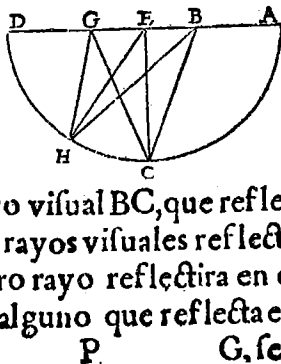 D G E B A
H
C
o viſual BC, que refle
rayos viſuales reflect
ro rayo reflectira en
alguno que reflecta e
P G, ſe